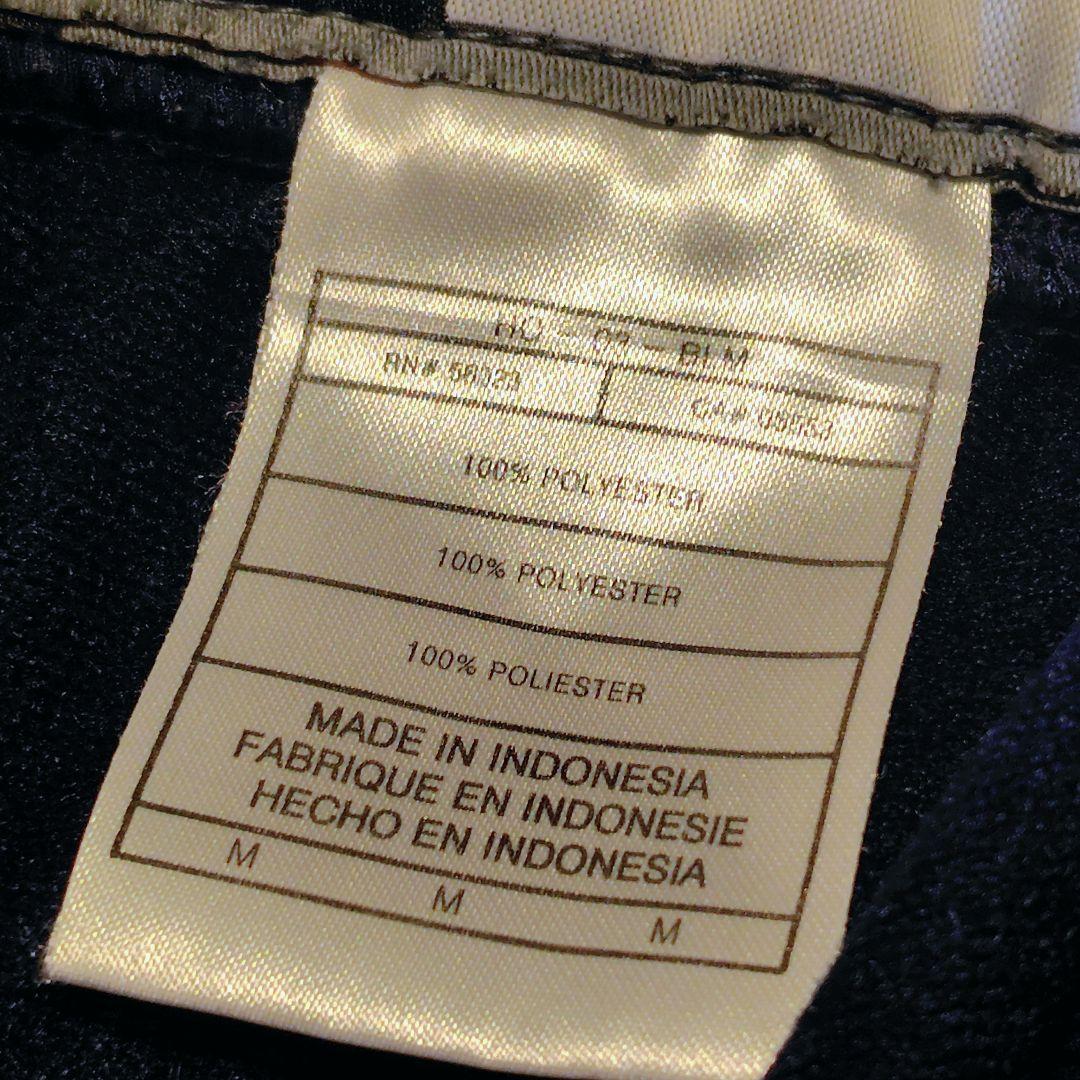 100% POLYESTER
100% POLYESTER
100% POLIESTER
MADE IN INDONESIA
FABRIQUE EN INDONESIE
HECHO EN INDONESIA
M M M